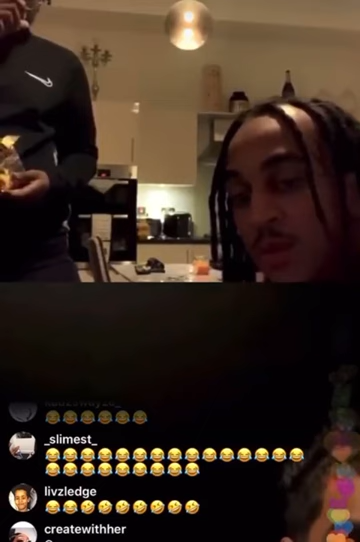 😂😂😂😂😂😂
_slimest_
😂😂😂😂😂😂😂😂😂😂😂😂😂😂😂
😂😂😂😂😂😂😂😂😂
livzledge
😂😂🤣🤣🤣🤣🤣🤣🤣
createwithher